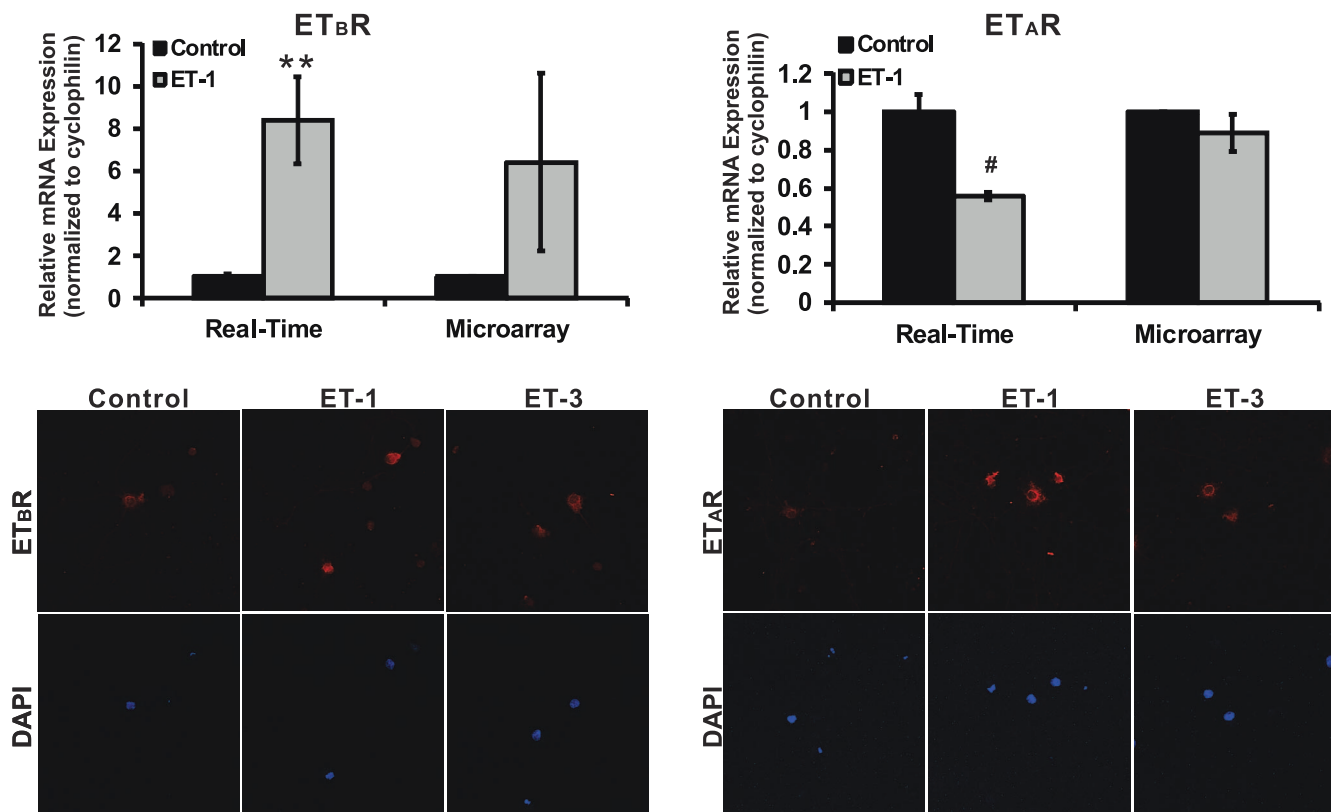 ETBR
Control
ET-1
**
12
10
8
6
4
2
0
Relative mRNA Expression
(normalized to cyclophilin)
Real-Time
Microarray
ETAR
Control
ET-1
#
1.2
1
0.8
0.6
0.4
0.2
0
Relative mRNA Expression
(normalized to cyclophilin)
Real-Time
Microarray
Control
ET-1
ET-3
ETBR
DAPI
Control
ET-1
ET-3
ETAR
DAPI